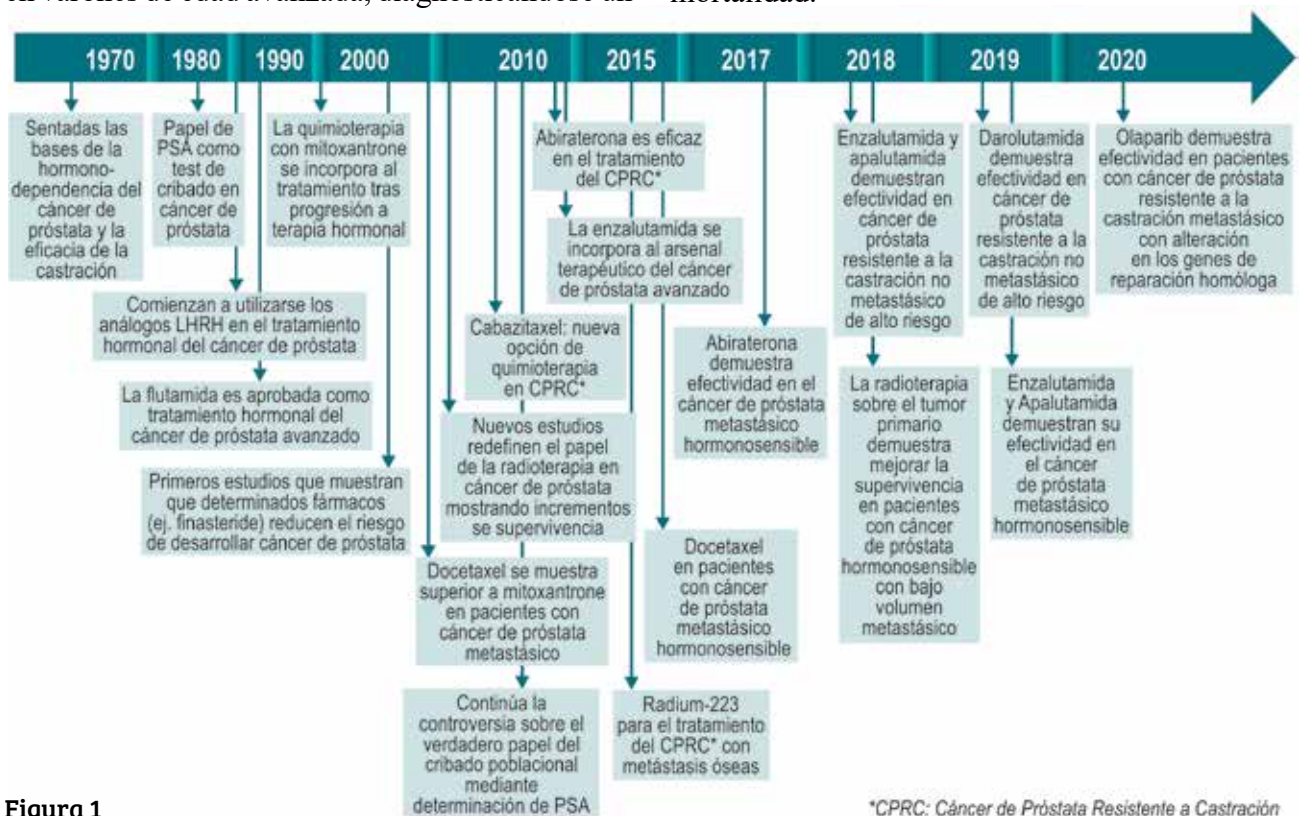 1970
1980
1990
2000
2010
2015
2017
2018
2019
2020
Sentadas las
bases de la
hormono-
dependencia del
cáncer de
próstata y la
eficacia de la
castración
Papel de
PSA como
test de
cribado en
cáncer de
próstata
La quimioterapia
con mitoxantrone
se incorpora al
tratamiento tras
progresión a
terapia hormonal
Comienzan a utilizarse los
análogos LHRH en el tratamiento
hormonal del cáncer de próstata
La flutamida es aprobada como
tratamiento hormonal del
cáncer de próstata avanzado
Primeros estudios que muestran
que determinados fármacos
(ej. finasteride) reducen el riesgo
de desarrollar cáncer de próstata
Abiraterona es eficaz
en el tratamiento
del CPRC*
La enzalutamida se
incorpora al arsenal
terapéutico del cáncer
de próstata avanzado
Cabazitaxel: nueva
opción de
quimioterapia
en CPRC*
Nuevos estudios
redefinen el papel
de la radioterapia en
cáncer de próstata
mostrando incrementos
se supervivencia
Docetaxel se muestra
superior a mitoxantrone
en pacientes con
cáncer de próstata
metastásico
Continúa la
controversia sobre el
verdadero papel del
cribado poblacional
mediante
determinación de PSA
Radium-223
para el tratamiento
del CPRC* con
metástasis óseas
Docetaxel
en pacientes
con cáncer
de próstata
metastásico
hormonosensible
Abiraterona
demuestra
efectividad en el
cáncer de próstata
metastásico
hormonosensible
Enzalutamida y
apalutamida
demuestran
efectividad en
cáncer de
próstata
resistente a la
castración no
metastásico
de alto riesgo
La radioterapia
sobre el tumor
primario
demuestra
mejorar la
supervivencia
en pacientes
con cáncer
de próstata
hormonosensible
con bajo
volumen
metastásico
Darolutamida
demuestra
efectividad en
cáncer de
próstata
resistente a la
castración no
metastásico
de alto riesgo
Enzalutamida
y Apalutamida
demuestran su
efectividad en
el cáncer
de próstata
metastásico
hormonosensible
Olaparib demuestra
efectividad en pacientes
con cáncer de próstata
resistente a la
castración metastásico
con alteración
en los genes de
reparación homóloga
Figura 1
*CPRC: Cáncer de Próstata Resistente a Castración